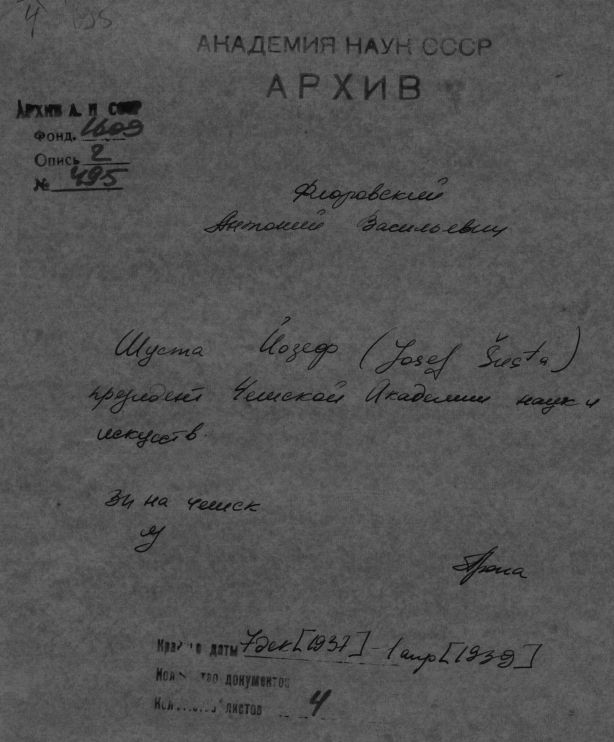 4 495
АКАДЕМИЯ НАУК СССР
АРХИВ
АРХИВ А. Н СССР
Фонд. 1609
Опись 2
№ 495
Флоровский
Антоний Васильевич
Шуста Йозеф (Josef Šusta)
президент Чешской Академии наук и
искусств.
на чешск
яз
Прага
Крайние даты 7 дек [1937] - 1 апр [1939]
Количество документов
Количество листов 4